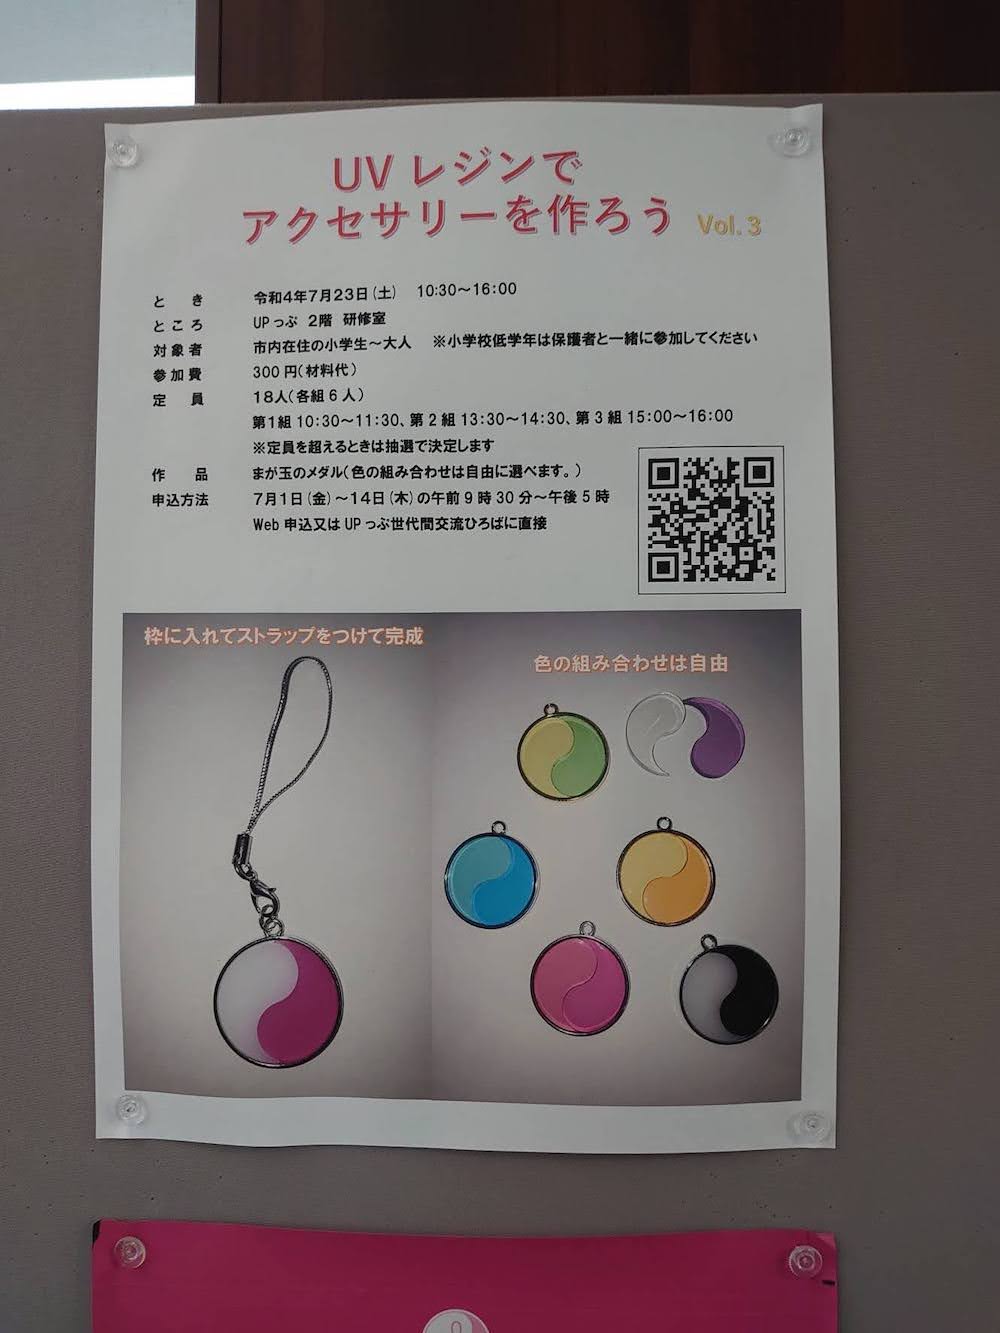 UVレジンで
アクセサリーを作ろう Vol.3
とき 令和4年7月23日(土) 10:30～16:00
ところ UPっぷ 2階 研修室
対象者 市内在住の小学生～大人 ※小学校低学年は保護者と一緒に参加してください
参加費 300円(材料代)
定員 18人(各組6人)
第1組 10:30～11:30、第2組 13:30～14:30、第3組 15:00～16:00
※定員を超えるときは抽選で決定します
作品 まが玉のメダル(色の組み合わせは自由に選べます。)
申込方法 7月1日(金)～14日(木)の午前9時30分～午後5時
Web申込又はUPっぷ世代間交流ひろばに直接
枠に入れてストラップをつけて完成
色の組み合わせは自由